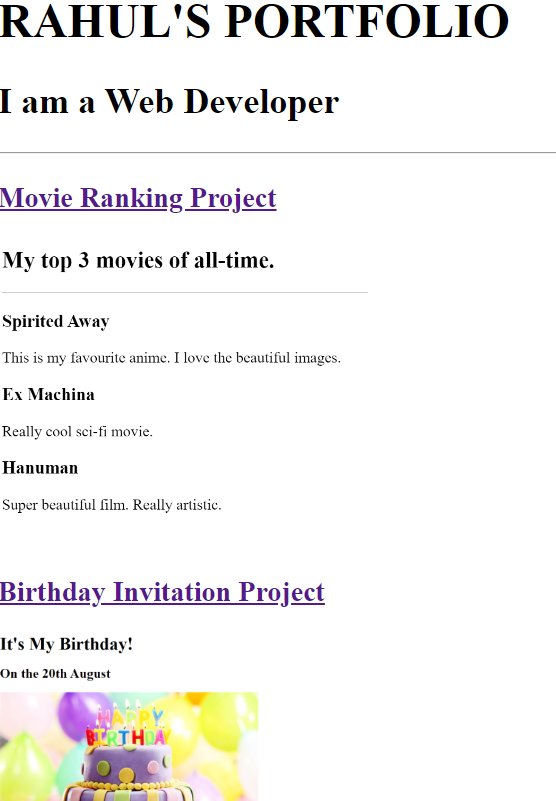 RAHUL'S PORTFOLIO
I am a Web Developer
Movie Ranking Project
My top 3 movies of all-time.
Spirited Away
This is my favourite anime. I love the beautiful images.
Ex Machina
Really cool sci-fi movie.
Hanuman
Super beautiful film. Really artistic.
Birthday Invitation Project
It's My Birthday!
On the 20th August
HAPPY
BIRTHDAY